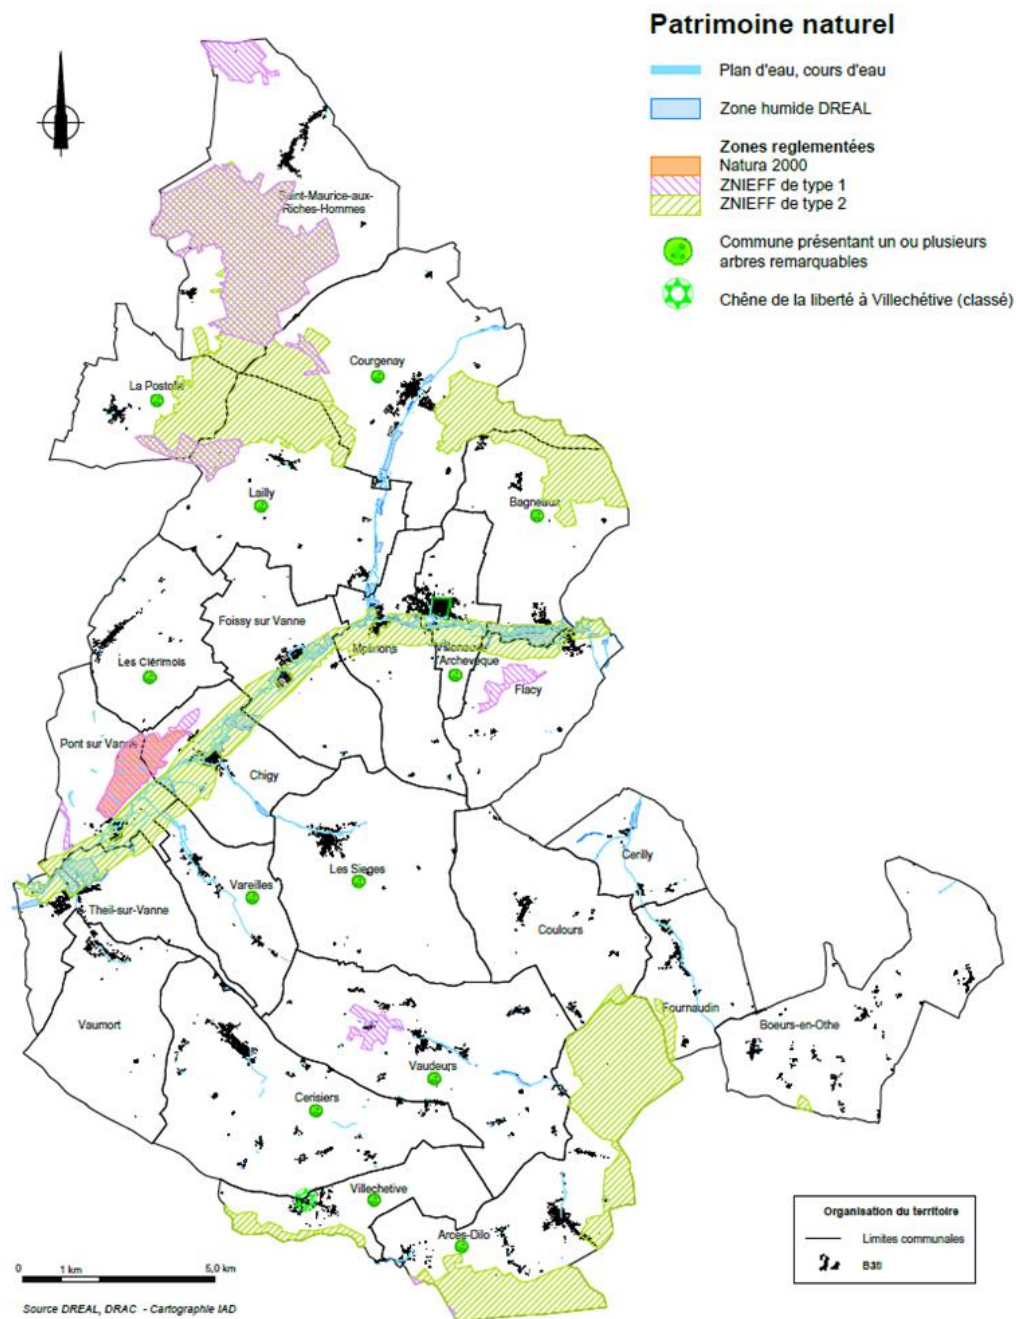 Patrimoine naturel
Plan d'eau, cours d'eau
Zone humide DREAL
Zones reglementées
Natura 2000
ZNIEFF de type 1
ZNIEFF de type 2
Commune présentant un ou plusieurs
arbres remarquables
Chêne de la liberté à Villechétive (classé)
Saint-Maurice-aux-
Riches-Hommes
Courgenay
La Postolle
Lailly
Bagneaux
Foissy sur Vanne
Molinons
Villeneuve
l'Archevêque
Les Clérimois
Flacy
Pont sur Vanne
Chigy
Cerilly
Les Sieges
Vareilles
Theil-sur-Vanne
Coulours
Fournaudin
Vaumort
Boeurs-en-Othe
Vaudeurs
Cerisiers
Villechetive
Arces-Dilo
Organisation du territoire
Limites communales
Bâti
0 1 km 5,0 km
Source DREAL, DRAC - Cartographie IAD